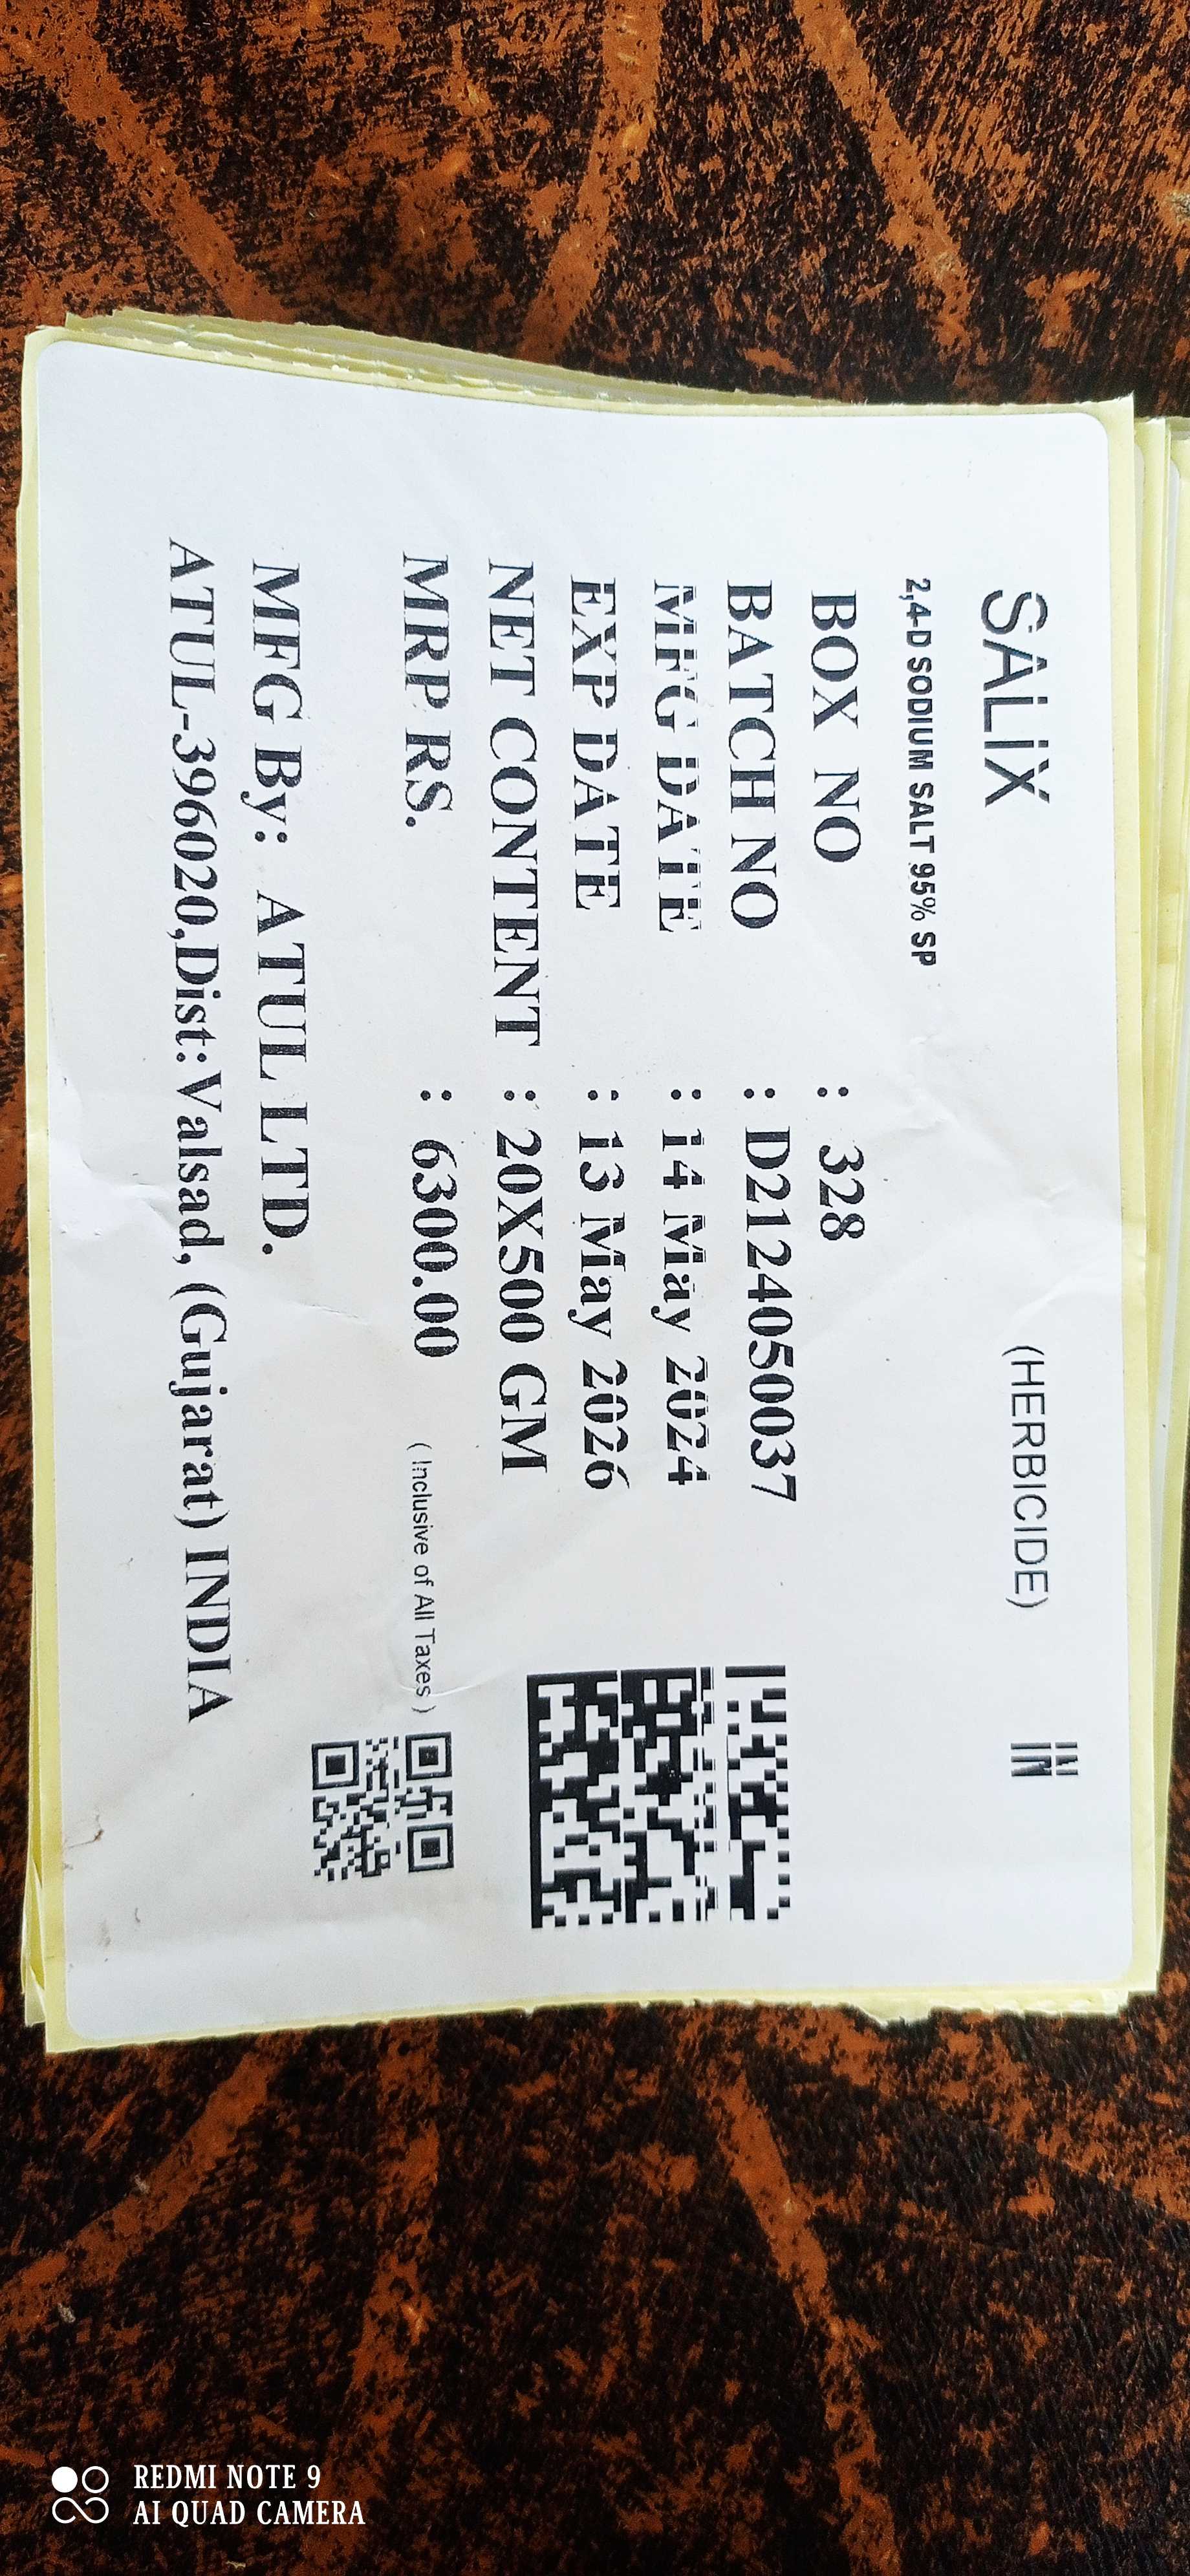 SALiX (HERBICIDE) IN
IN
2,4-D SODIUM SALT 95% SP
BOX NO : 328
BATCH NO : D2124050037
MFG DATE : 14 May 2024
EXP DATE : 13 May 2026
NET CONTENT : 20X500 GM
MRP RS. : 6300.00 ( Inclusive of All Taxes )
MFG By: ATUL LTD.
ATUL-396020,Dist:Valsad, (Gujarat) INDIA
REDMI NOTE 9
AI QUAD CAMERA